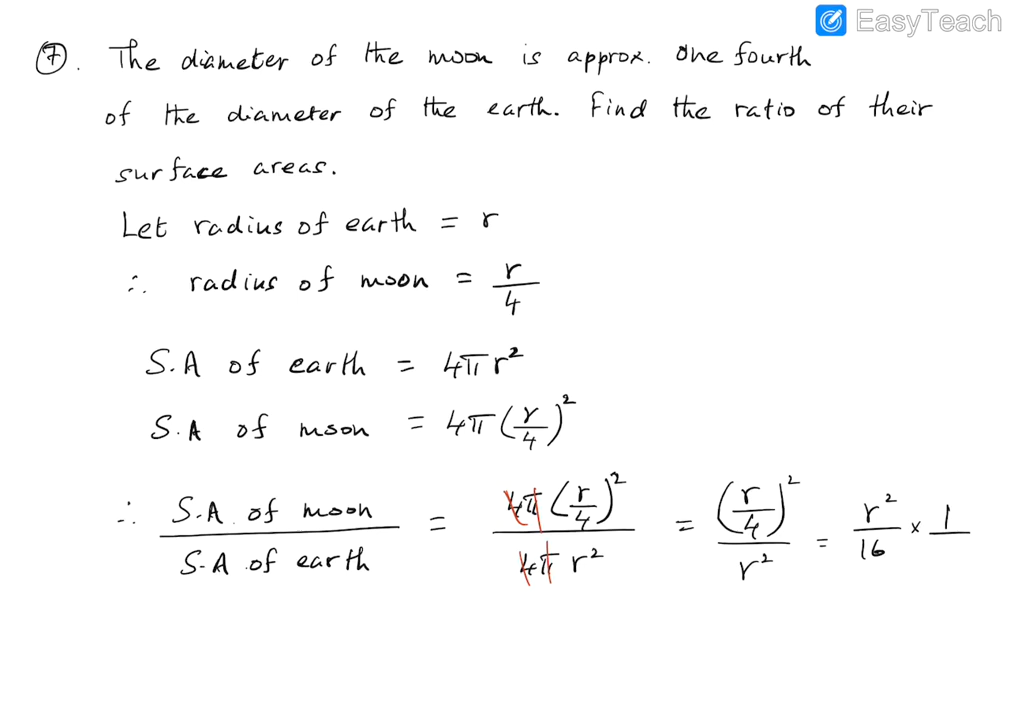 EasyTeach
⑦. The diameter of the moon is approx. One fourth
of the diameter of the earth. Find the ratio of their
surface areas.
Let radius of earth = r
∴ radius of moon = r/4
S.A of earth = 4πr²
S.A of moon = 4π(r/4)²
∴ S.A. of moon / S.A of earth = 4π(r/4)² / 4πr² = (r/4)² / r² = r²/16 × 1